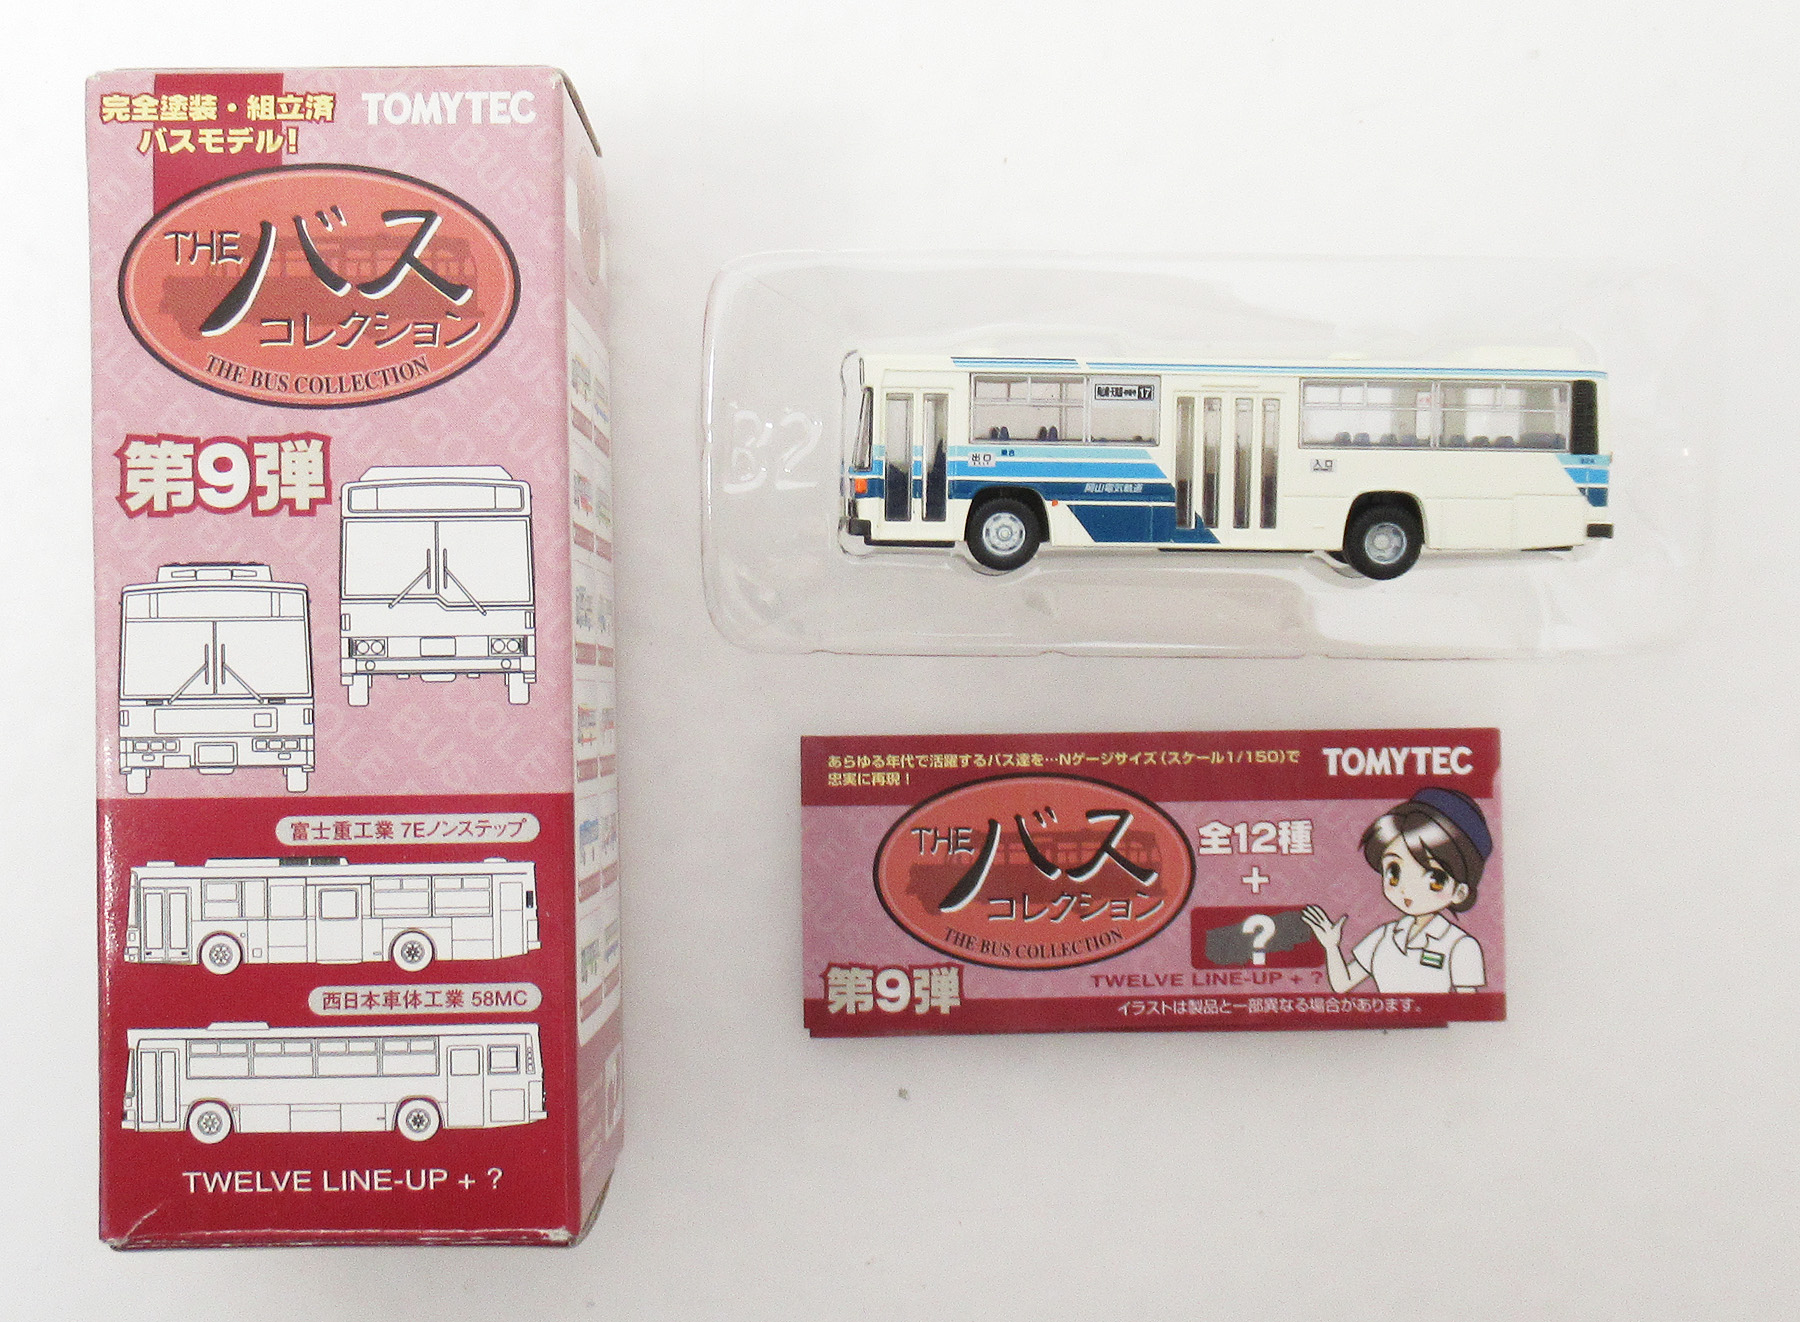 完全塗装・組立済
バスモデル!
TOMYTEC
THE バス
コレクション
THE BUS COLLECTION
第9弾
富士重工業 7Eノンステップ
西日本車体工業 58MC
TWELVE LINE-UP + ?
B2
17
出口
入口
岡山電気軌道
あらゆる年代で活躍するバス達を…Nゲージサイズ(スケール1/150)で
忠実に再現!
TOMYTEC
THE バス
コレクション
THE BUS COLLECTION
全12種
+
?
第9弾
TWELVE LINE-UP + ?
イラストは製品と一部異なる場合があります。